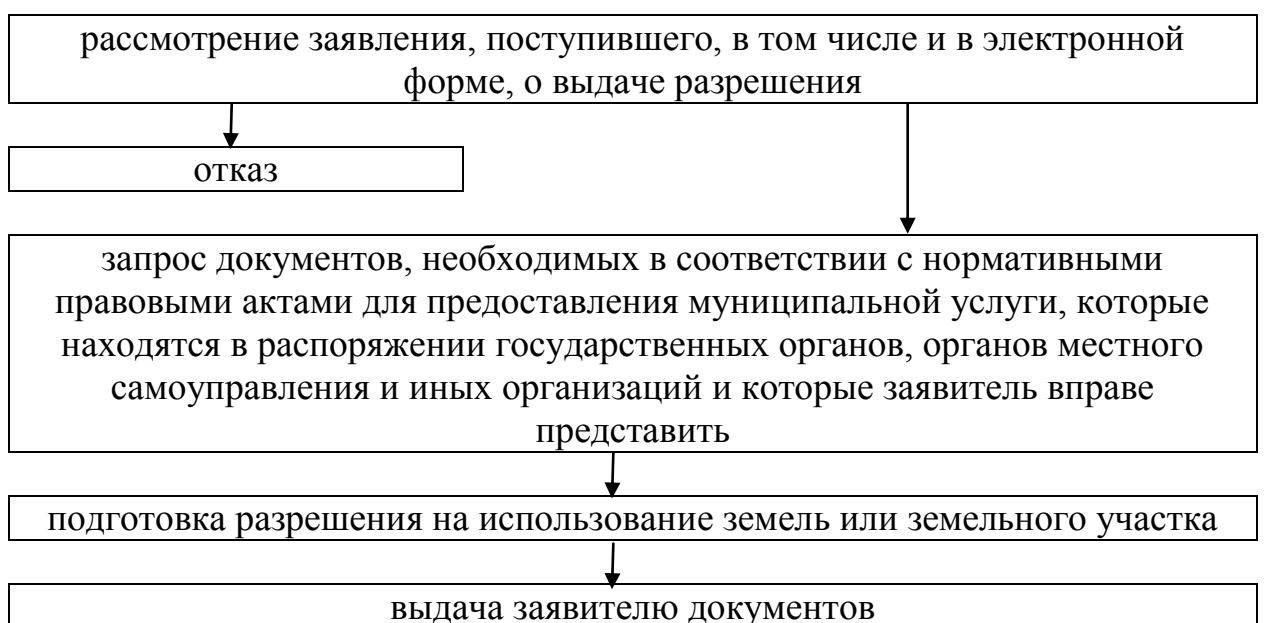 рассмотрение заявления, поступившего, в том числе и в электронной
форме, о выдаче разрешения
отказ
запрос документов, необходимых в соответствии с нормативными
правовыми актами для предоставления муниципальной услуги, которые
находятся в распоряжении государственных органов, органов местного
самоуправления и иных организаций и которые заявитель вправе
представить
подготовка разрешения на использование земель или земельного участка
выдача заявителю документов